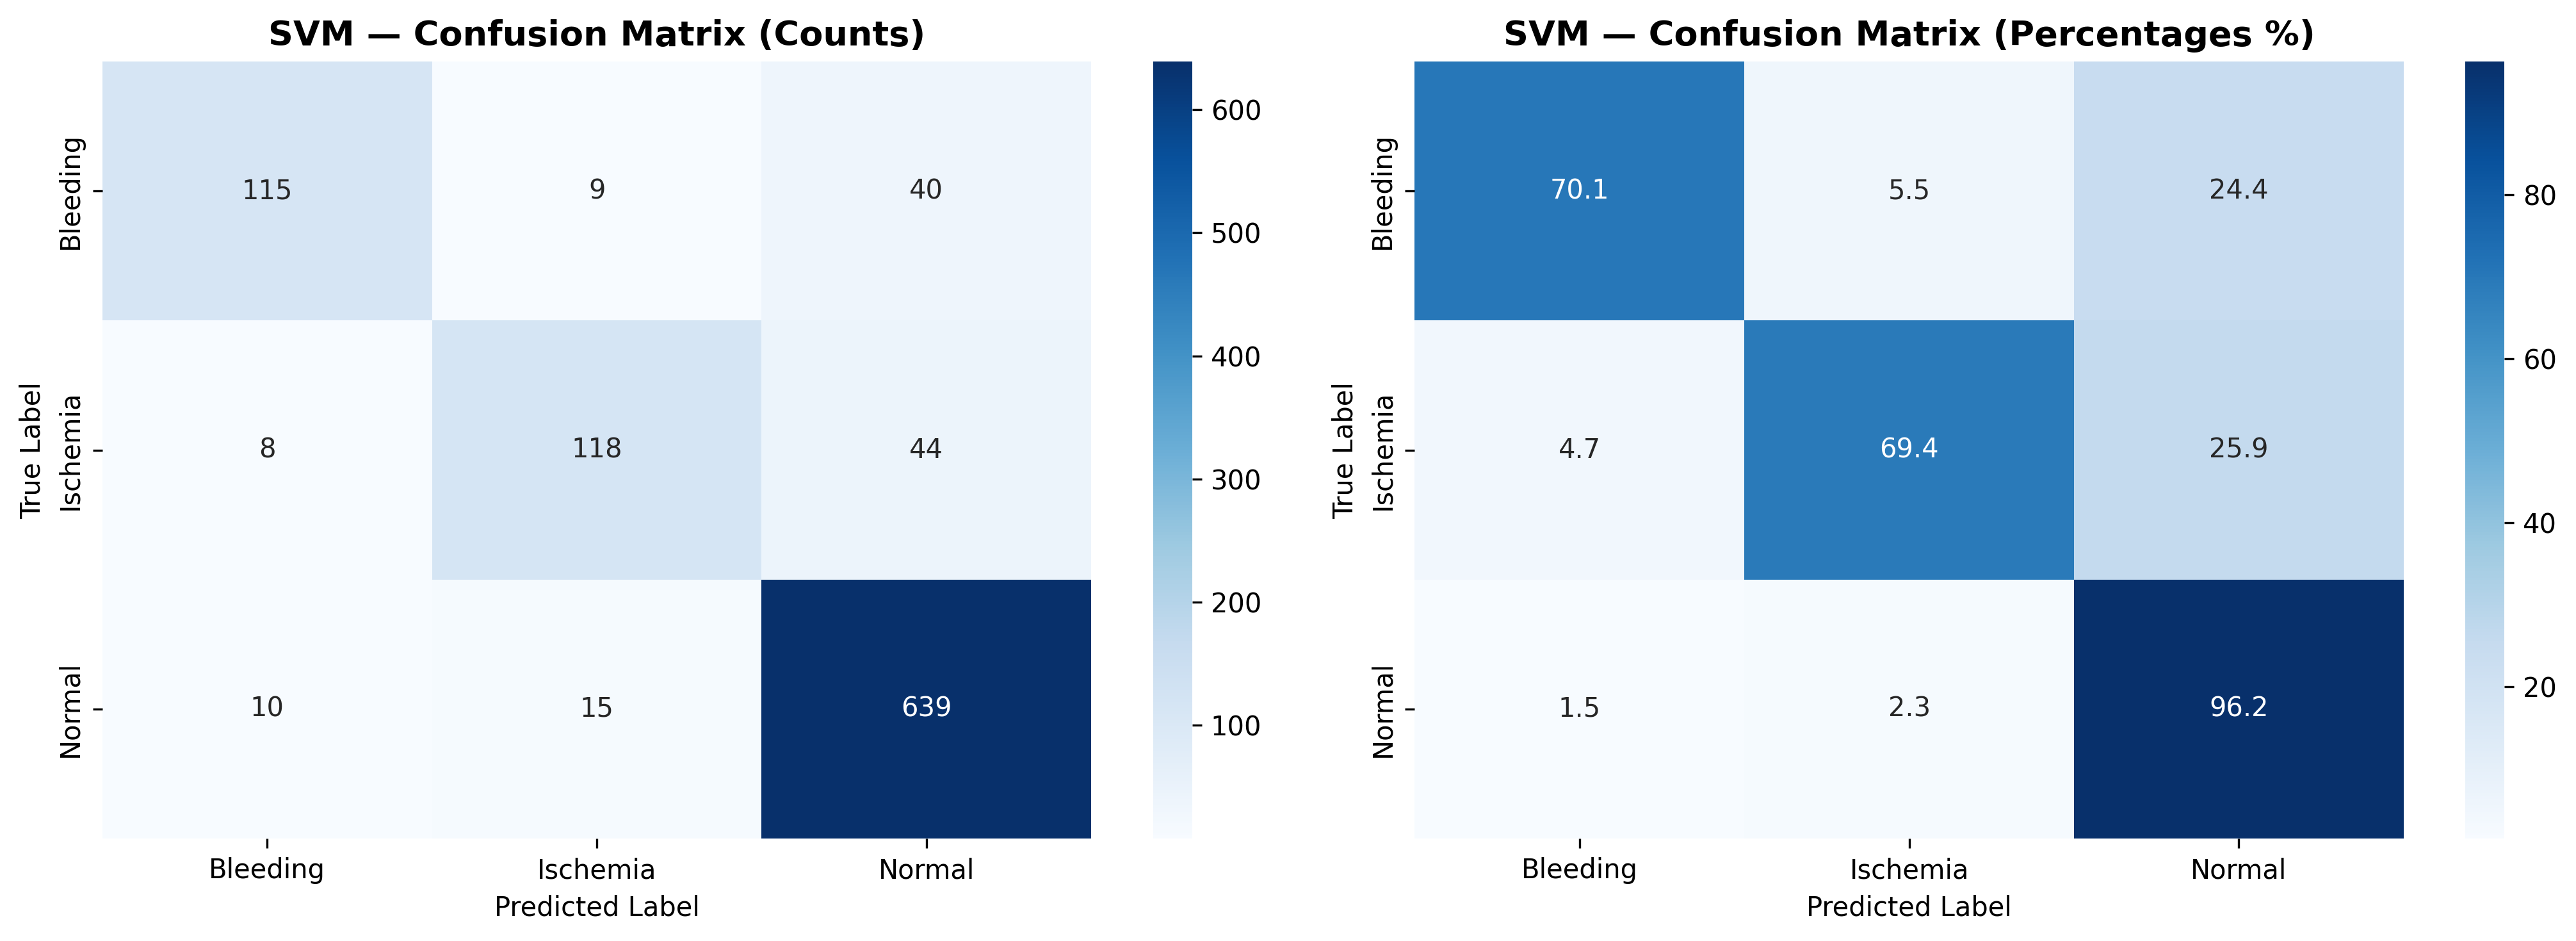 SVM — Confusion Matrix (Counts)
True Label
Bleeding
115 9 40
Ischemia
8 118 44
Normal
10 15 639
Bleeding Ischemia Normal
Predicted Label
600
500
400
300
200
100
SVM — Confusion Matrix (Percentages %)
True Label
Bleeding
70.1 5.5 24.4
Ischemia
4.7 69.4 25.9
Normal
1.5 2.3 96.2
Bleeding Ischemia Normal
Predicted Label
80
60
40
20